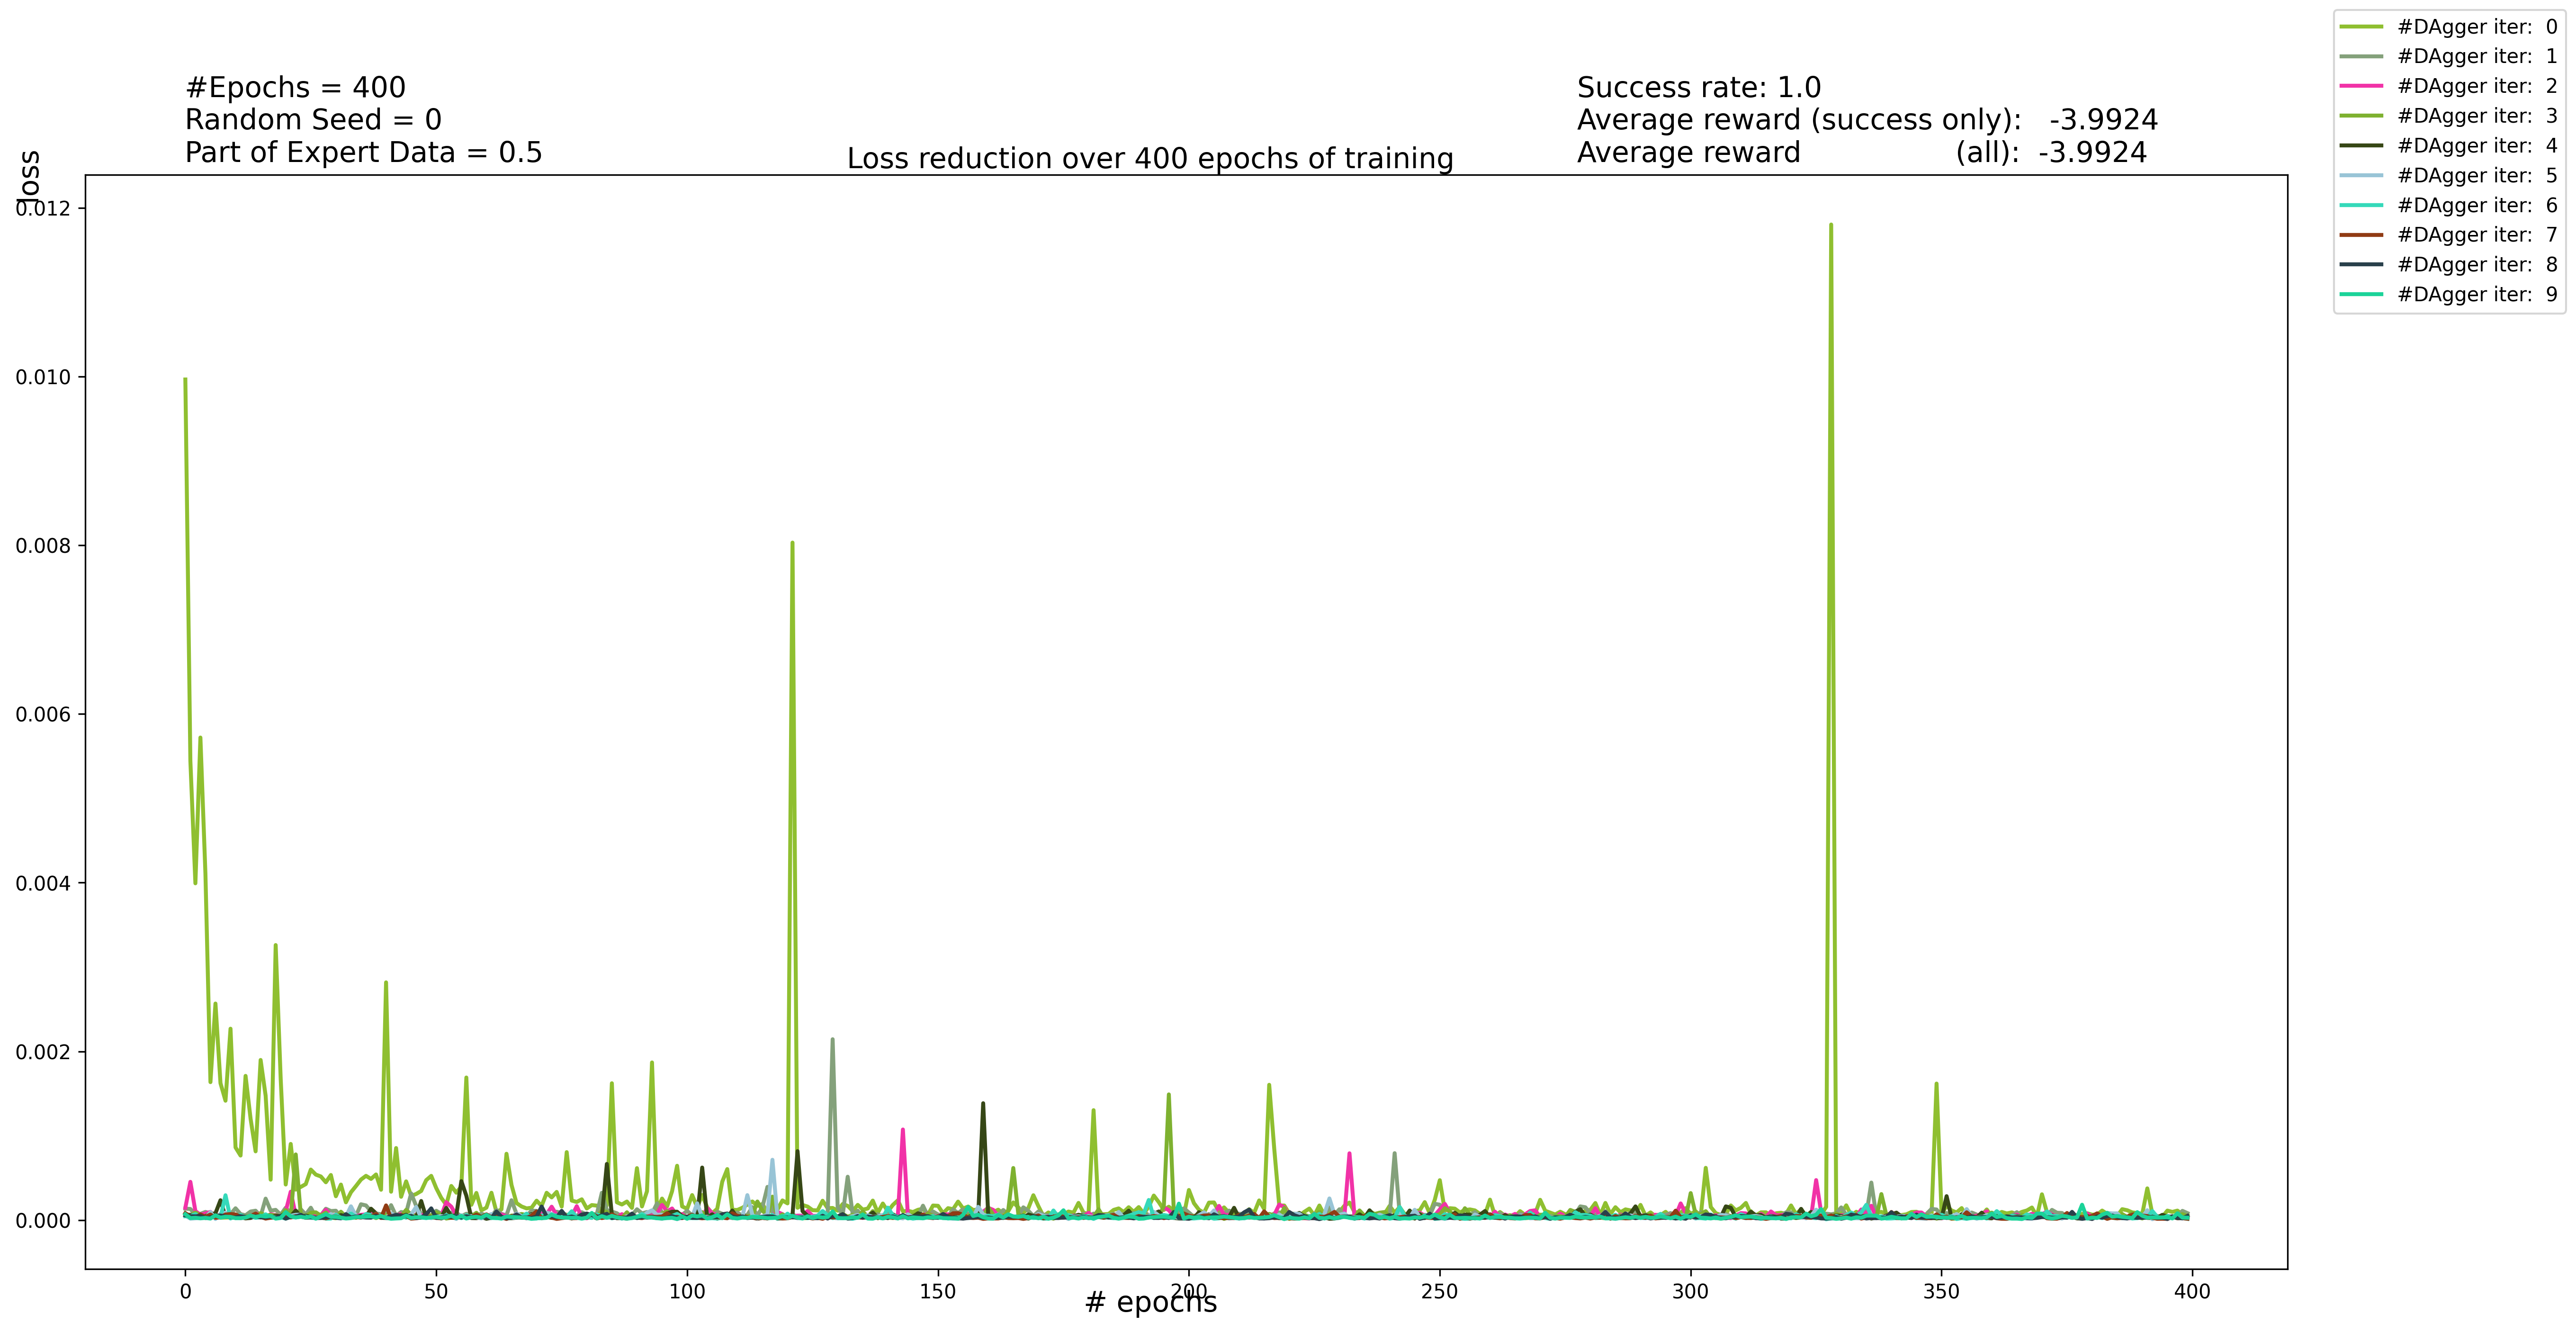 #Epochs = 400
Random Seed = 0
Part of Expert Data = 0.5
Success rate: 1.0
Average reward (success only): -3.9924
Average reward (all): -3.9924
Loss reduction over 400 epochs of training
loss
0.012
0.010
0.008
0.006
0.004
0.002
0.000
0 50 100 150 200 250 300 350 400
# epochs
#DAgger iter: 0
#DAgger iter: 1
#DAgger iter: 2
#DAgger iter: 3
#DAgger iter: 4
#DAgger iter: 5
#DAgger iter: 6
#DAgger iter: 7
#DAgger iter: 8
#DAgger iter: 9